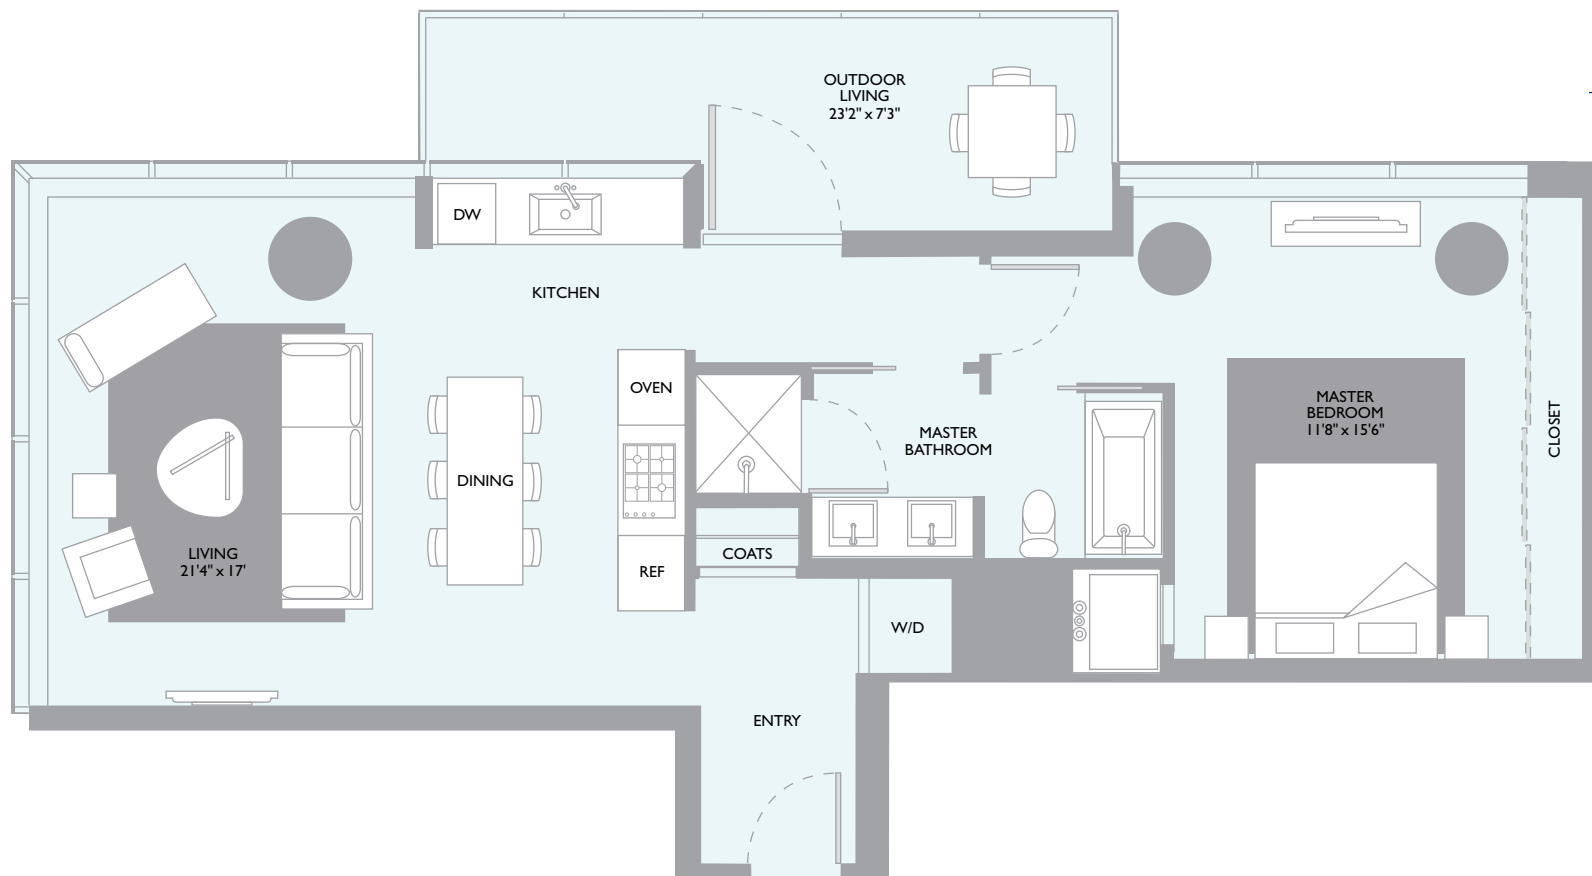 OUTDOOR
LIVING
23'2" x 7'3"
DW
KITCHEN
OVEN
MASTER
BEDROOM
11'8" x 15'6"
CLOSET
MASTER
BATHROOM
DINING
LIVING
21'4" x 17'
COATS
REF
W/D
ENTRY